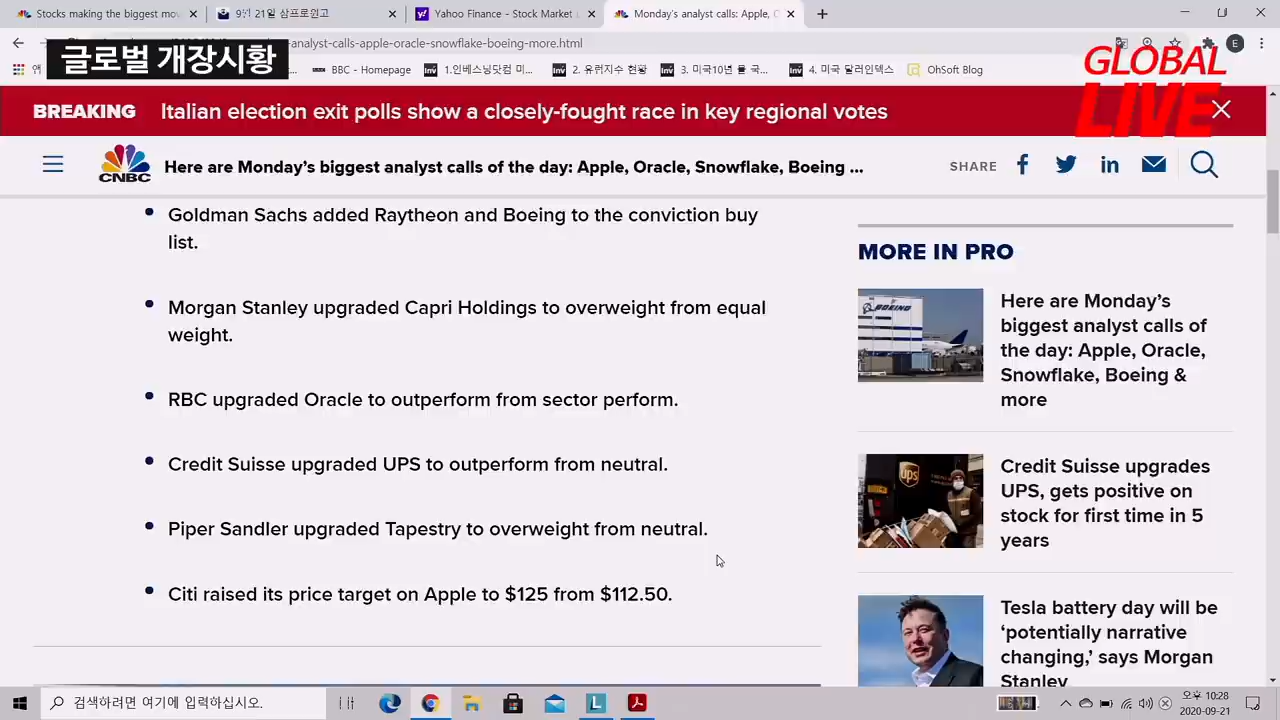 Stocks making the biggest mov
9월 21일 삼프로원고
Yahoo Finance - Stock Market
Monday's analyst calls: Apple, O
-analyst-calls-apple-oracle-snowflake-boeing-more.html
E
글로벌 개장시황
BBC - Homepage
1.인베스팅닷컴 미...
2. 유럽지수 현황
3. 미국10년 물 국...
4. 미국 달러인덱스
OhSoft Blog
GLOBAL
LIVE
BREAKING
Italian election exit polls show a closely-fought race in key regional votes
CNBC
Here are Monday's biggest analyst calls of the day: Apple, Oracle, Snowflake, Boeing ...
SHARE
Goldman Sachs added Raytheon and Boeing to the conviction buy
list.
Morgan Stanley upgraded Capri Holdings to overweight from equal
weight.
RBC upgraded Oracle to outperform from sector perform.
Credit Suisse upgraded UPS to outperform from neutral.
Piper Sandler upgraded Tapestry to overweight from neutral.
Citi raised its price target on Apple to $125 from $112.50.
MORE IN PRO
BOEING
Here are Monday's
biggest analyst calls of
the day: Apple, Oracle,
Snowflake, Boeing &
more
ups
Credit Suisse upgrades
UPS, gets positive on
stock for first time in 5
years
Tesla battery day will be
'potentially narrative
changing,' says Morgan
Stanley
검색하려면 여기에 입력하십시오.
오후 10:28
2020-09-21